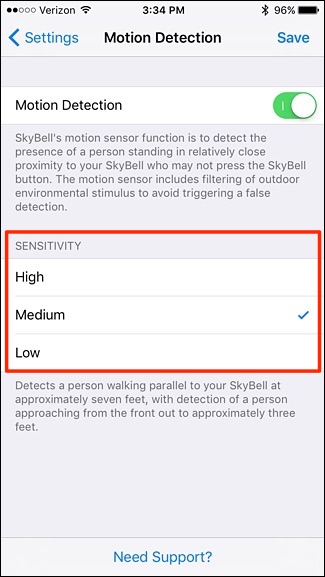 Verizon 3:34 PM 96%
Settings Motion Detection Save
Motion Detection
SkyBell's motion sensor function is to detect the
presence of a person standing in relatively close
proximity to your SkyBell who may not press the SkyBell
button. The motion sensor includes filtering of outdoor
environmental stimulus to avoid triggering a false
detection.
SENSITIVITY
High
Medium
Low
Detects a person walking parallel to your SkyBell at
approximately seven feet, with detection of a person
approaching from the front out to approximately three
feet.
Need Support?